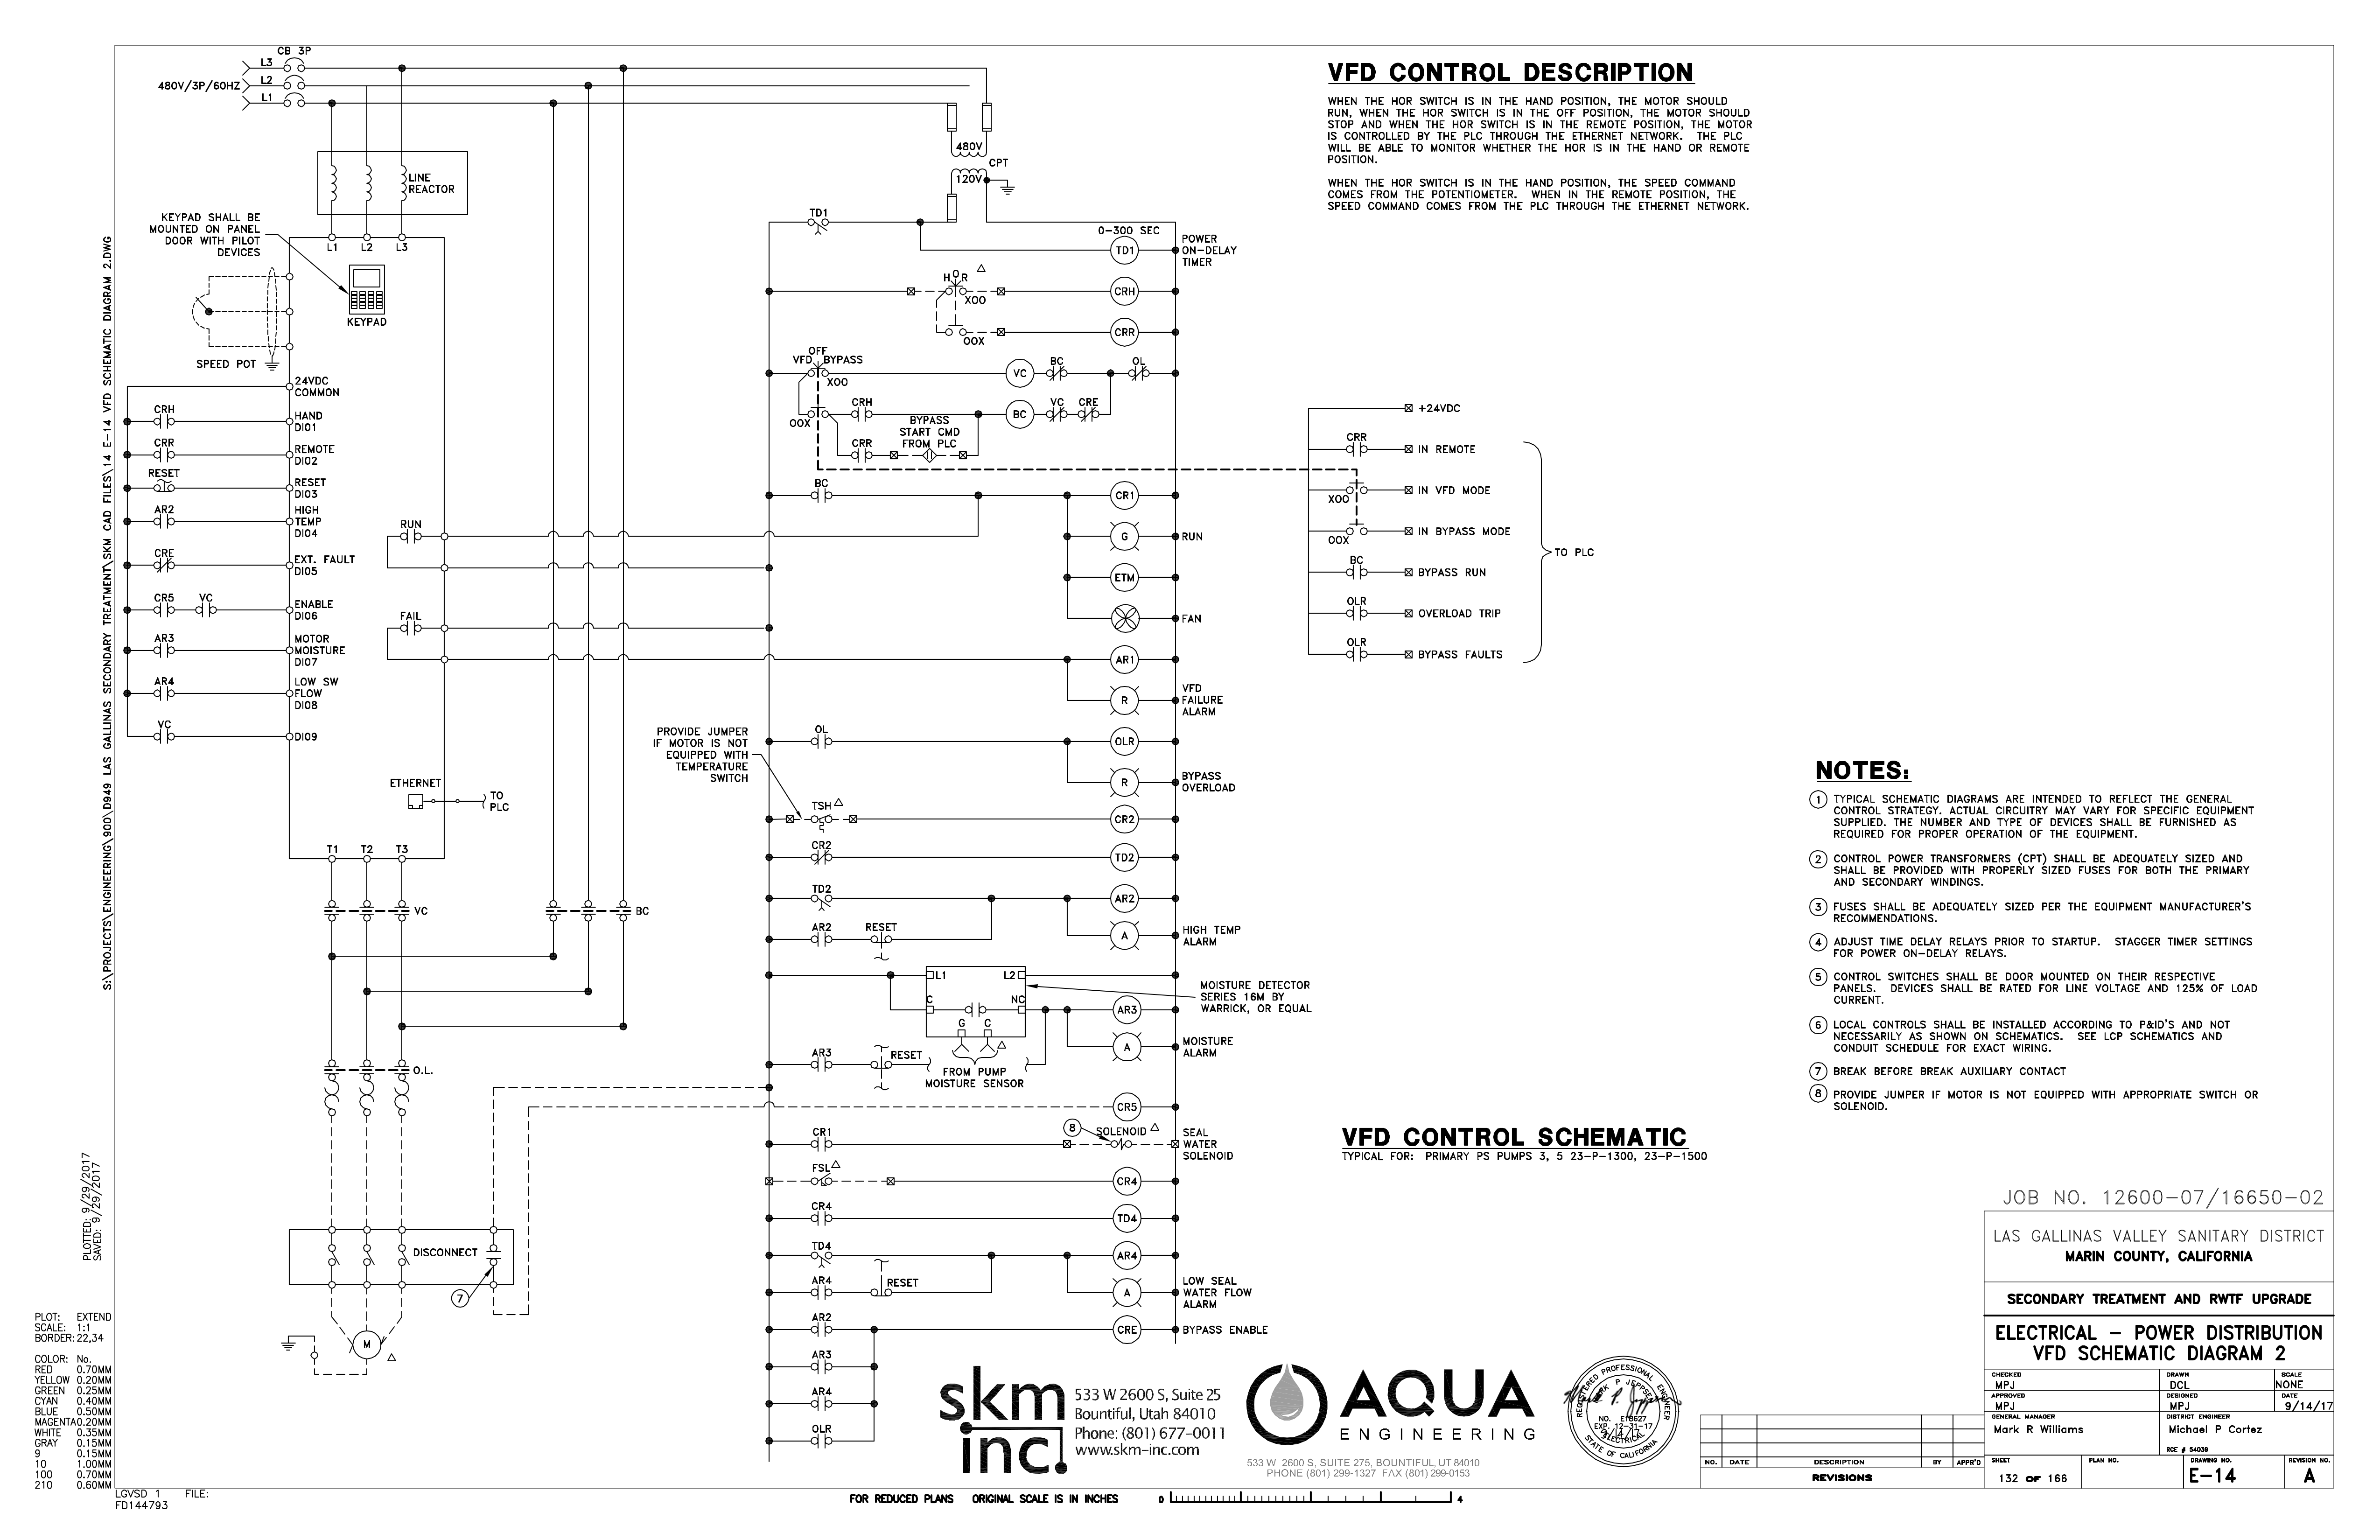 CB 3P
L3
L2
L1
480V/3P/60HZ
LINE
REACTOR
KEYPAD SHALL BE
MOUNTED ON PANEL
DOOR WITH PILOT
DEVICES
L1 L2 L3
KEYPAD
SPEED POT
24VDC
COMMON
CRH
HAND
DI01
CRR
REMOTE
DI02
RESET
RESET
DI03
AR2
HIGH
TEMP
DI04
CRE
EXT. FAULT
DI05
CR5 VC
ENABLE
DI06
AR3
MOTOR
MOISTURE
DI07
AR4
LOW SW
FLOW
DI08
VC
DI09
RUN
FAIL
ETHERNET
TO
PLC
T1 T2 T3
VC
BC
O.L.
DISCONNECT
7
M
480V
CPT
120V
TD1
0-300 SEC
TD1
POWER
ON-DELAY
TIMER
H O R
XOO
CRH
OOX
CRR
OFF
VFD BYPASS
XOO
VC
BC
OL
OOX
CRH
BC
VC CRE
BYPASS
START CMD
FROM PLC
CRR
BC
CR1
G
RUN
ETM
FAN
AR1
R
VFD
FAILURE
ALARM
PROVIDE JUMPER
IF MOTOR IS NOT
EQUIPPED WITH
TEMPERATURE
SWITCH
OL
OLR
R
BYPASS
OVERLOAD
TSH
CR2
CR2
TD2
TD2
AR2
AR2
RESET
A
HIGH TEMP
ALARM
L1 L2
C NC
G C
MOISTURE DETECTOR
SERIES 16M BY
WARRICK, OR EQUAL
AR3
A
MOISTURE
ALARM
AR3
RESET
FROM PUMP
MOISTURE SENSOR
CR5
CR1
8
SOLENOID
SEAL
WATER
SOLENOID
FSL
CR4
CR4
TD4
TD4
AR4
AR4
RESET
A
LOW SEAL
WATER FLOW
ALARM
AR2
CRE
BYPASS ENABLE
AR3
AR4
OLR
+24VDC
CRR
IN REMOTE
XOO
IN VFD MODE
OOX
IN BYPASS MODE
BC
BYPASS RUN
OLR
OVERLOAD TRIP
OLR
BYPASS FAULTS
TO PLC
VFD CONTROL DESCRIPTION
WHEN THE HOR SWITCH IS IN THE HAND POSITION, THE MOTOR SHOULD
RUN, WHEN THE HOR SWITCH IS IN THE OFF POSITION, THE MOTOR SHOULD
STOP AND WHEN THE HOR SWITCH IS IN THE REMOTE POSITION, THE MOTOR
IS CONTROLLED BY THE PLC THROUGH THE ETHERNET NETWORK. THE PLC
WILL BE ABLE TO MONITOR WHETHER THE HOR IS IN THE HAND OR REMOTE
POSITION.
WHEN THE HOR SWITCH IS IN THE HAND POSITION, THE SPEED COMMAND
COMES FROM THE POTENTIOMETER. WHEN IN THE REMOTE POSITION, THE
SPEED COMMAND COMES FROM THE PLC THROUGH THE ETHERNET NETWORK.
NOTES:
1 TYPICAL SCHEMATIC DIAGRAMS ARE INTENDED TO REFLECT THE GENERAL
CONTROL STRATEGY. ACTUAL CIRCUITRY MAY VARY FOR SPECIFIC EQUIPMENT
SUPPLIED. THE NUMBER AND TYPE OF DEVICES SHALL BE FURNISHED AS
REQUIRED FOR PROPER OPERATION OF THE EQUIPMENT.
2 CONTROL POWER TRANSFORMERS (CPT) SHALL BE ADEQUATELY SIZED AND
SHALL BE PROVIDED WITH PROPERLY SIZED FUSES FOR BOTH THE PRIMARY
AND SECONDARY WINDINGS.
3 FUSES SHALL BE ADEQUATELY SIZED PER THE EQUIPMENT MANUFACTURER'S
RECOMMENDATIONS.
4 ADJUST TIME DELAY RELAYS PRIOR TO STARTUP. STAGGER TIMER SETTINGS
FOR POWER ON-DELAY RELAYS.
5 CONTROL SWITCHES SHALL BE DOOR MOUNTED ON THEIR RESPECTIVE
PANELS. DEVICES SHALL BE RATED FOR LINE VOLTAGE AND 125% OF LOAD
CURRENT.
6 LOCAL CONTROLS SHALL BE INSTALLED ACCORDING TO P&ID'S AND NOT
NECESSARILY AS SHOWN ON SCHEMATICS. SEE LCP SCHEMATICS AND
CONDUIT SCHEDULE FOR EXACT WIRING.
7 BREAK BEFORE BREAK AUXILIARY CONTACT
8 PROVIDE JUMPER IF MOTOR IS NOT EQUIPPED WITH APPROPRIATE SWITCH OR
SOLENOID.
VFD CONTROL SCHEMATIC
TYPICAL FOR: PRIMARY PS PUMPS 3, 5 23-P-1300, 23-P-1500
JOB NO. 12600-07/16650-02
LAS GALLINAS VALLEY SANITARY DISTRICT
MARIN COUNTY, CALIFORNIA
SECONDARY TREATMENT AND RWTF UPGRADE
ELECTRICAL - POWER DISTRIBUTION
VFD SCHEMATIC DIAGRAM 2
CHECKED DRAWN SCALE
MPJ DCL NONE
APPROVED DESIGNED DATE
MPJ MPJ 9/14/17
GENERAL MANAGER DISTRICT ENGINEER
Mark R Williams Michael P Cortez
RCE # 54039
SHEET PLAN NO. DRAWING NO. REVISION NO.
132 OF 166 E-14 A
NO. DATE DESCRIPTION BY APPR'D
REVISIONS
skm
inc.
533 W 2600 S, Suite 25
Bountiful, Utah 84010
Phone: (801) 677-0011
www.skm-inc.com
AQUA
ENGINEERING
533 W 2600 S, SUITE 275, BOUNTIFUL, UT 84010
PHONE (801) 299-1327 FAX (801) 299-0153
REGISTERED PROFESSIONAL ENGINEER
MARK P JEPPSEN
NO. E18627
EXP. 12-31-17
9/14/17
ELECTRICAL
STATE OF CALIFORNIA
FOR REDUCED PLANS ORIGINAL SCALE IS IN INCHES
0 4
S:\PROJECTS\ENGINEERING\900\D949 LAS GALLINAS SECONDARY TREATMENT\SKM CAD FILES\14 E-14 VFD SCHEMATIC DIAGRAM 2.DWG
PLOTTED: 9/29/2017
SAVED: 9/29/2017
PLOT: EXTEND
SCALE: 1:1
BORDER: 22,34
COLOR: No.
RED 0.70MM
YELLOW 0.20MM
GREEN 0.25MM
CYAN 0.40MM
BLUE 0.50MM
MAGENTA 0.20MM
WHITE 0.35MM
GRAY 0.15MM
9 0.15MM
10 1.00MM
100 0.70MM
210 0.60MM
LGVSD 1 FILE:
FD144793